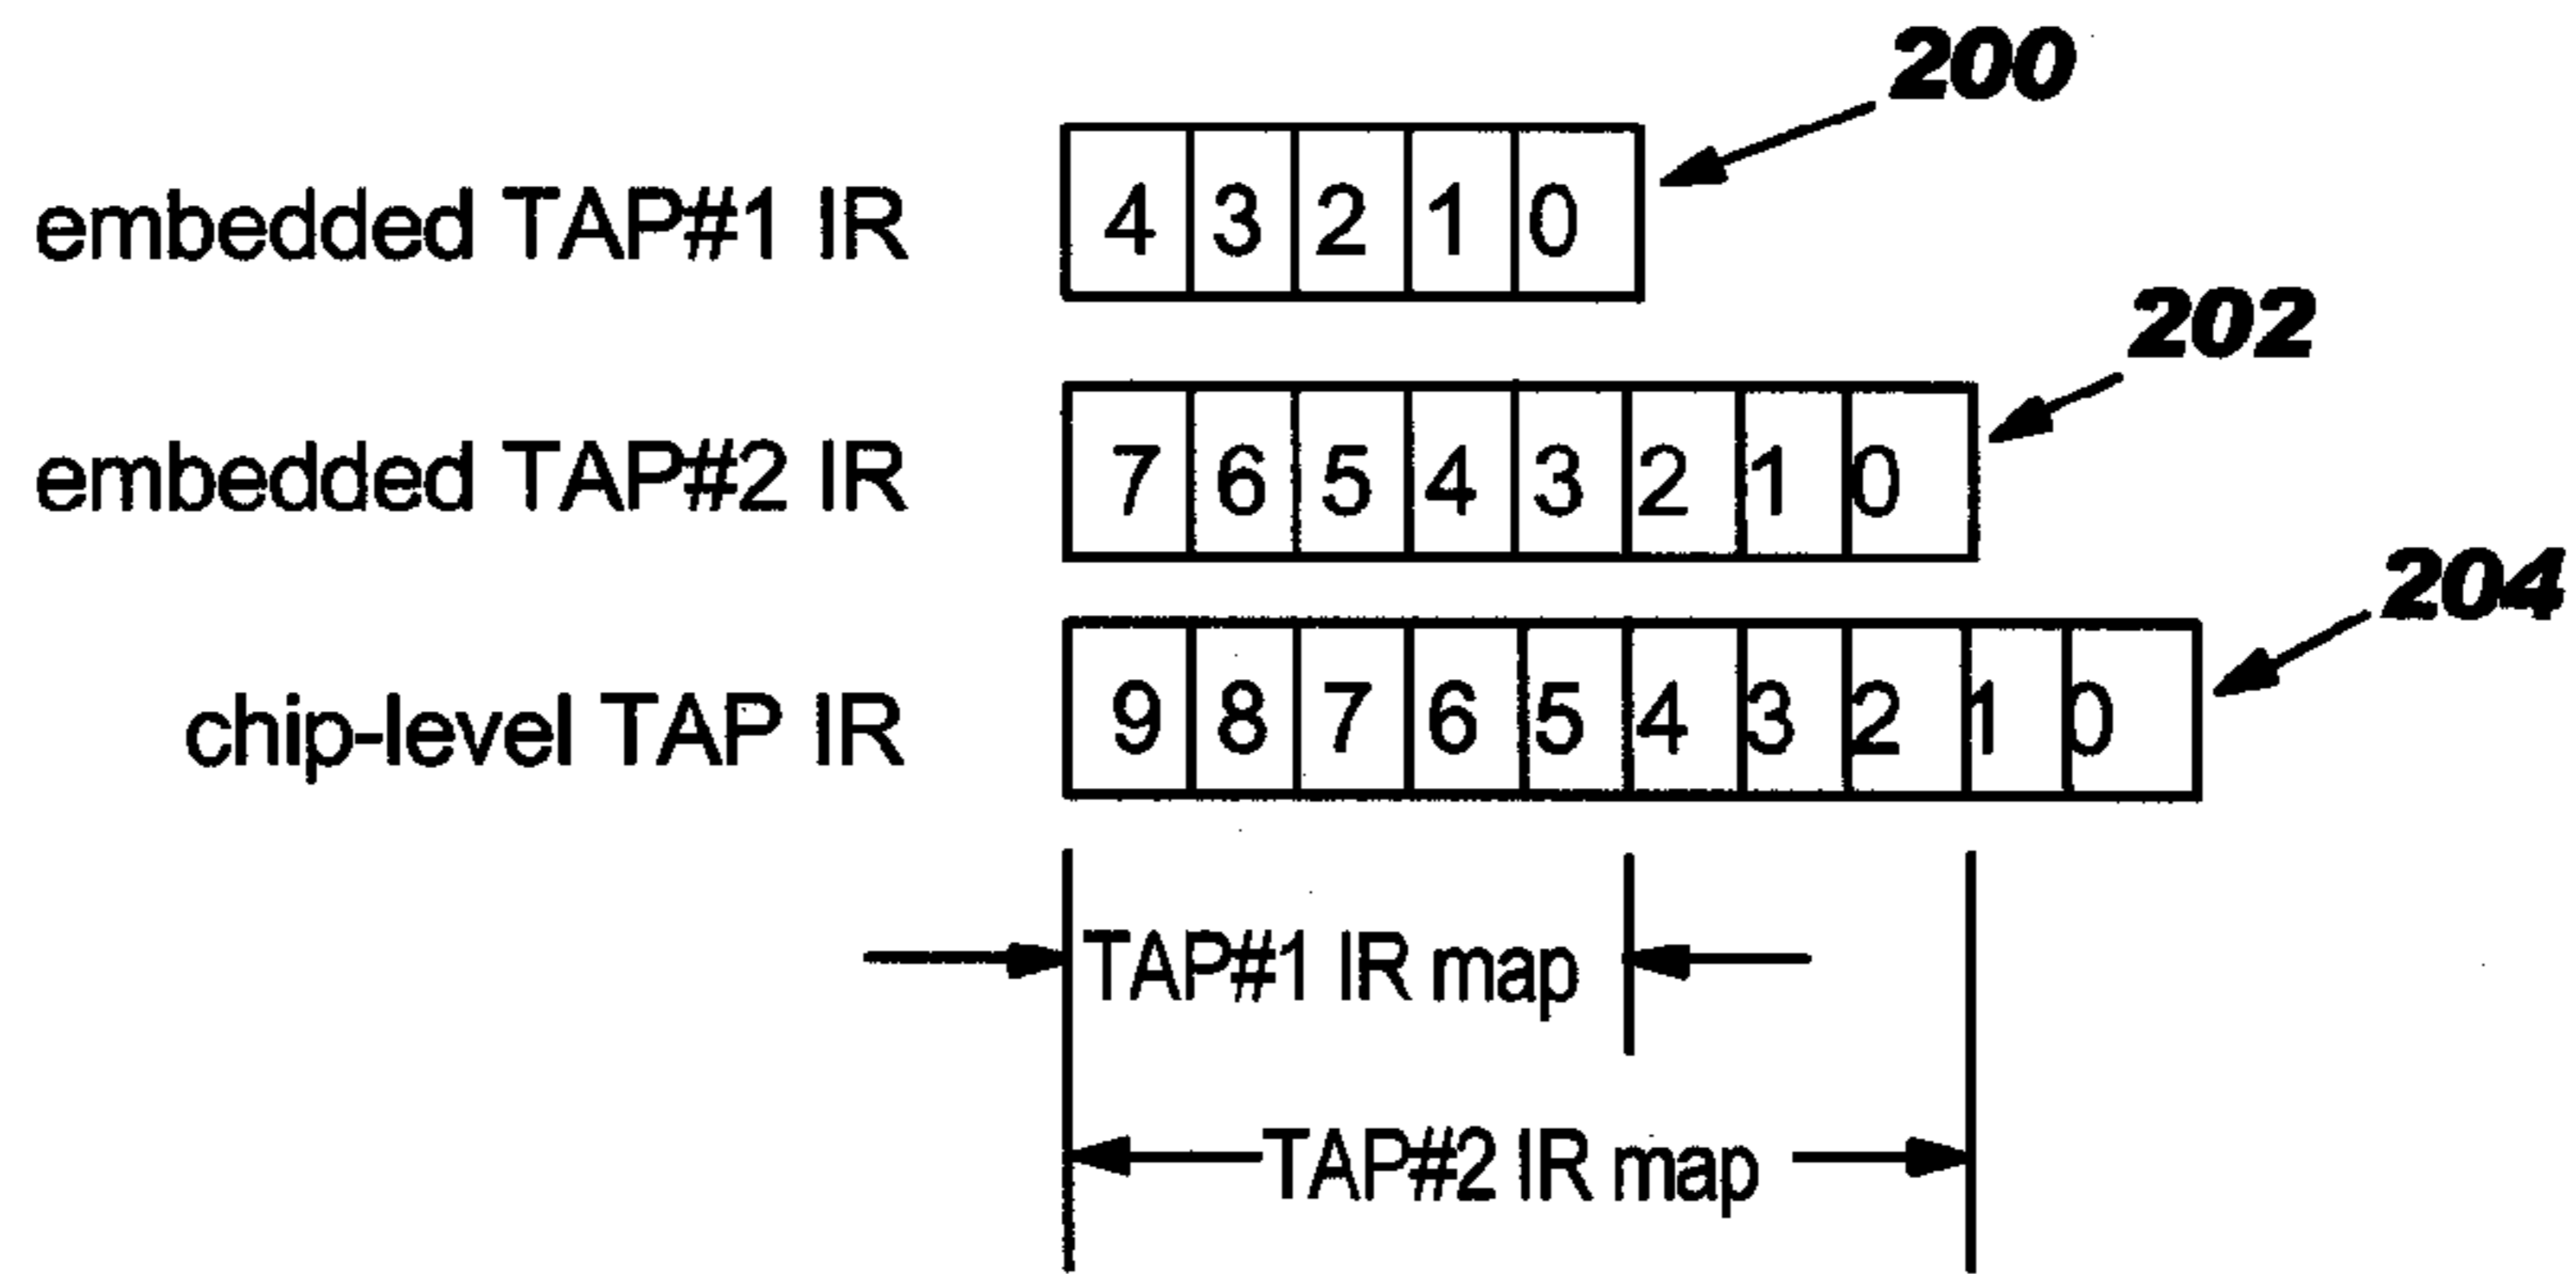 200
embedded TAP#1 IR 4 3 2 1 0
202
embedded TAP#2 IR 7 6 5 4 3 2 1 0
204
chip-level TAP IR 9 8 7 6 5 4 3 2 1 0
TAP#1 IR map
TAP#2 IR map